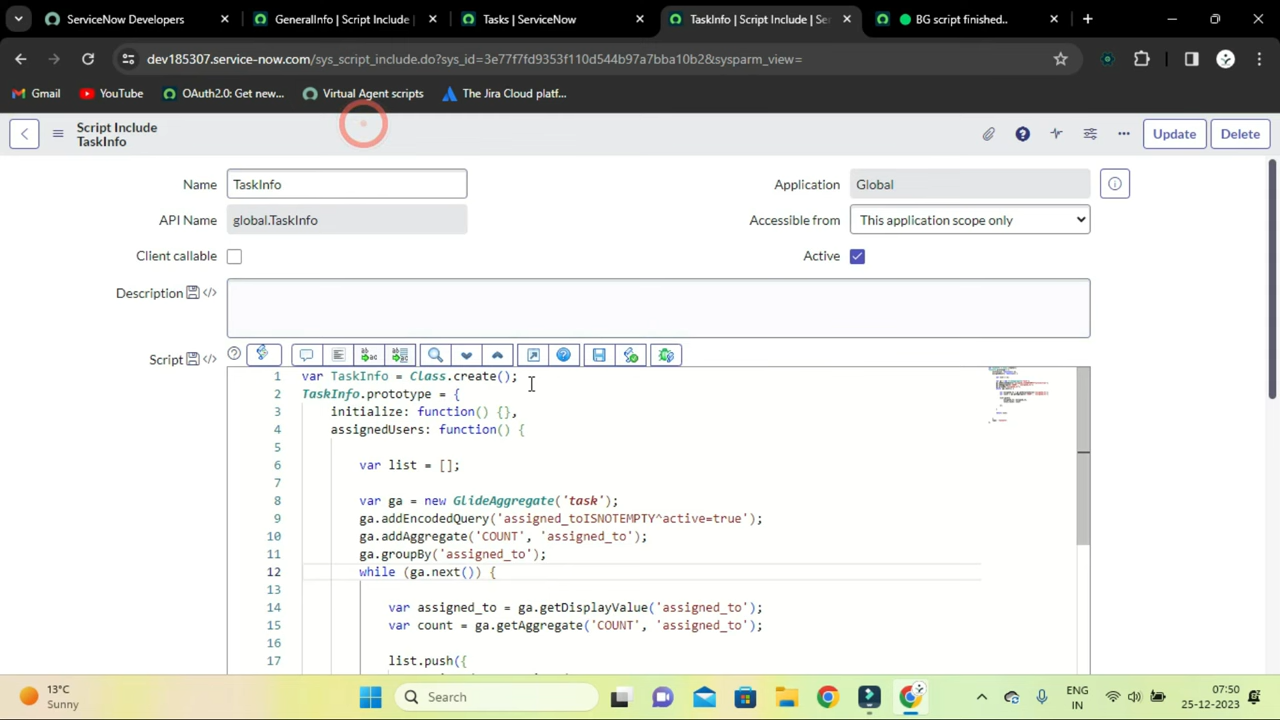 ServiceNow Developers
GeneralInfo | Script Include |
Tasks | ServiceNow
TaskInfo | Script Include | Se
BG script finished..
dev185307.service-now.com/sys_script_include.do?sys_id=3e77f7fd9353f110d544b97a7bba10b2&sysparm_view=
Gmail
YouTube
OAuth2.0: Get new...
Virtual Agent scripts
The Jira Cloud platf...
Script Include
TaskInfo
Update
Delete
Name
TaskInfo
Application
Global
API Name
global.TaskInfo
Accessible from
This application scope only
Client callable
Active
Description
Script
1 var TaskInfo = Class.create();
2 TaskInfo.prototype = {
3 initialize: function() {},
4 assignedUsers: function() {
5
6 var list = [];
7
8 var ga = new GlideAggregate('task');
9 ga.addEncodedQuery('assigned_toISNOTEMPTY^active=true');
10 ga.addAggregate('COUNT', 'assigned_to');
11 ga.groupBy('assigned_to');
12 while (ga.next()) {
13
14 var assigned_to = ga.getDisplayValue('assigned_to');
15 var count = ga.getAggregate('COUNT', 'assigned_to');
16
17 list.push({
13°C
Sunny
Search
ENG
IN
07:50
25-12-2023